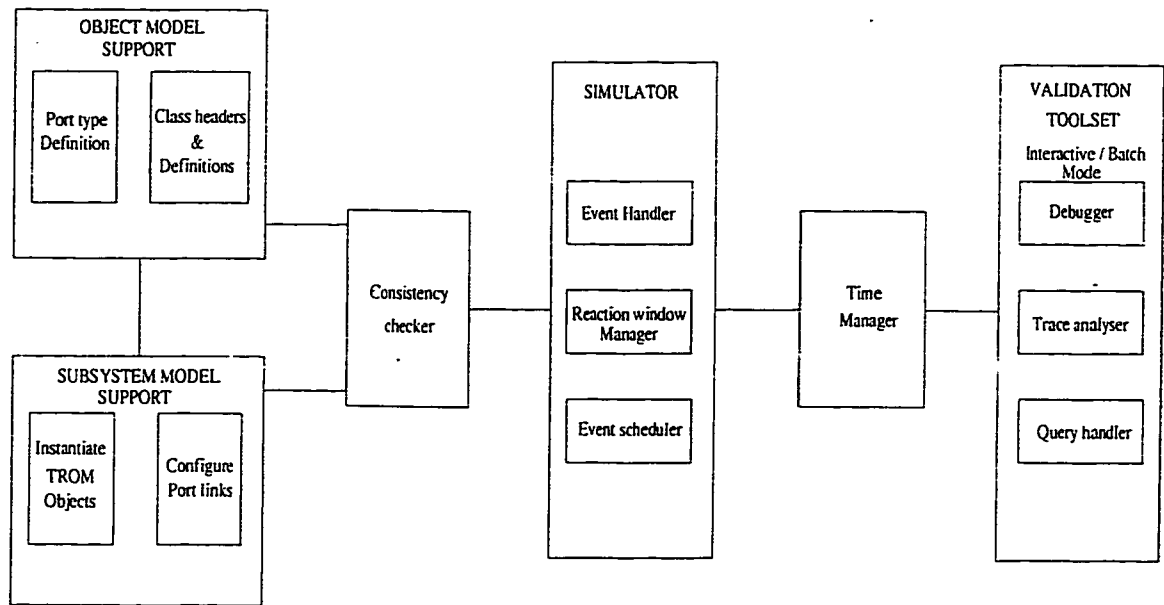 OBJECT MODEL
SUPPORT
Port type
Definition
Class headers
&
Definitions
SUBSYSTEM MODEL
SUPPORT
Instantiate
TROM
Objects
Configure
Port links
Consistency
checker
SIMULATOR
Event Handler
Reaction window
Manager
Event scheduler
Time
Manager
VALIDATION
TOOLSET
Interactive / Batch
Mode
Debugger
Trace analyser
Query handler